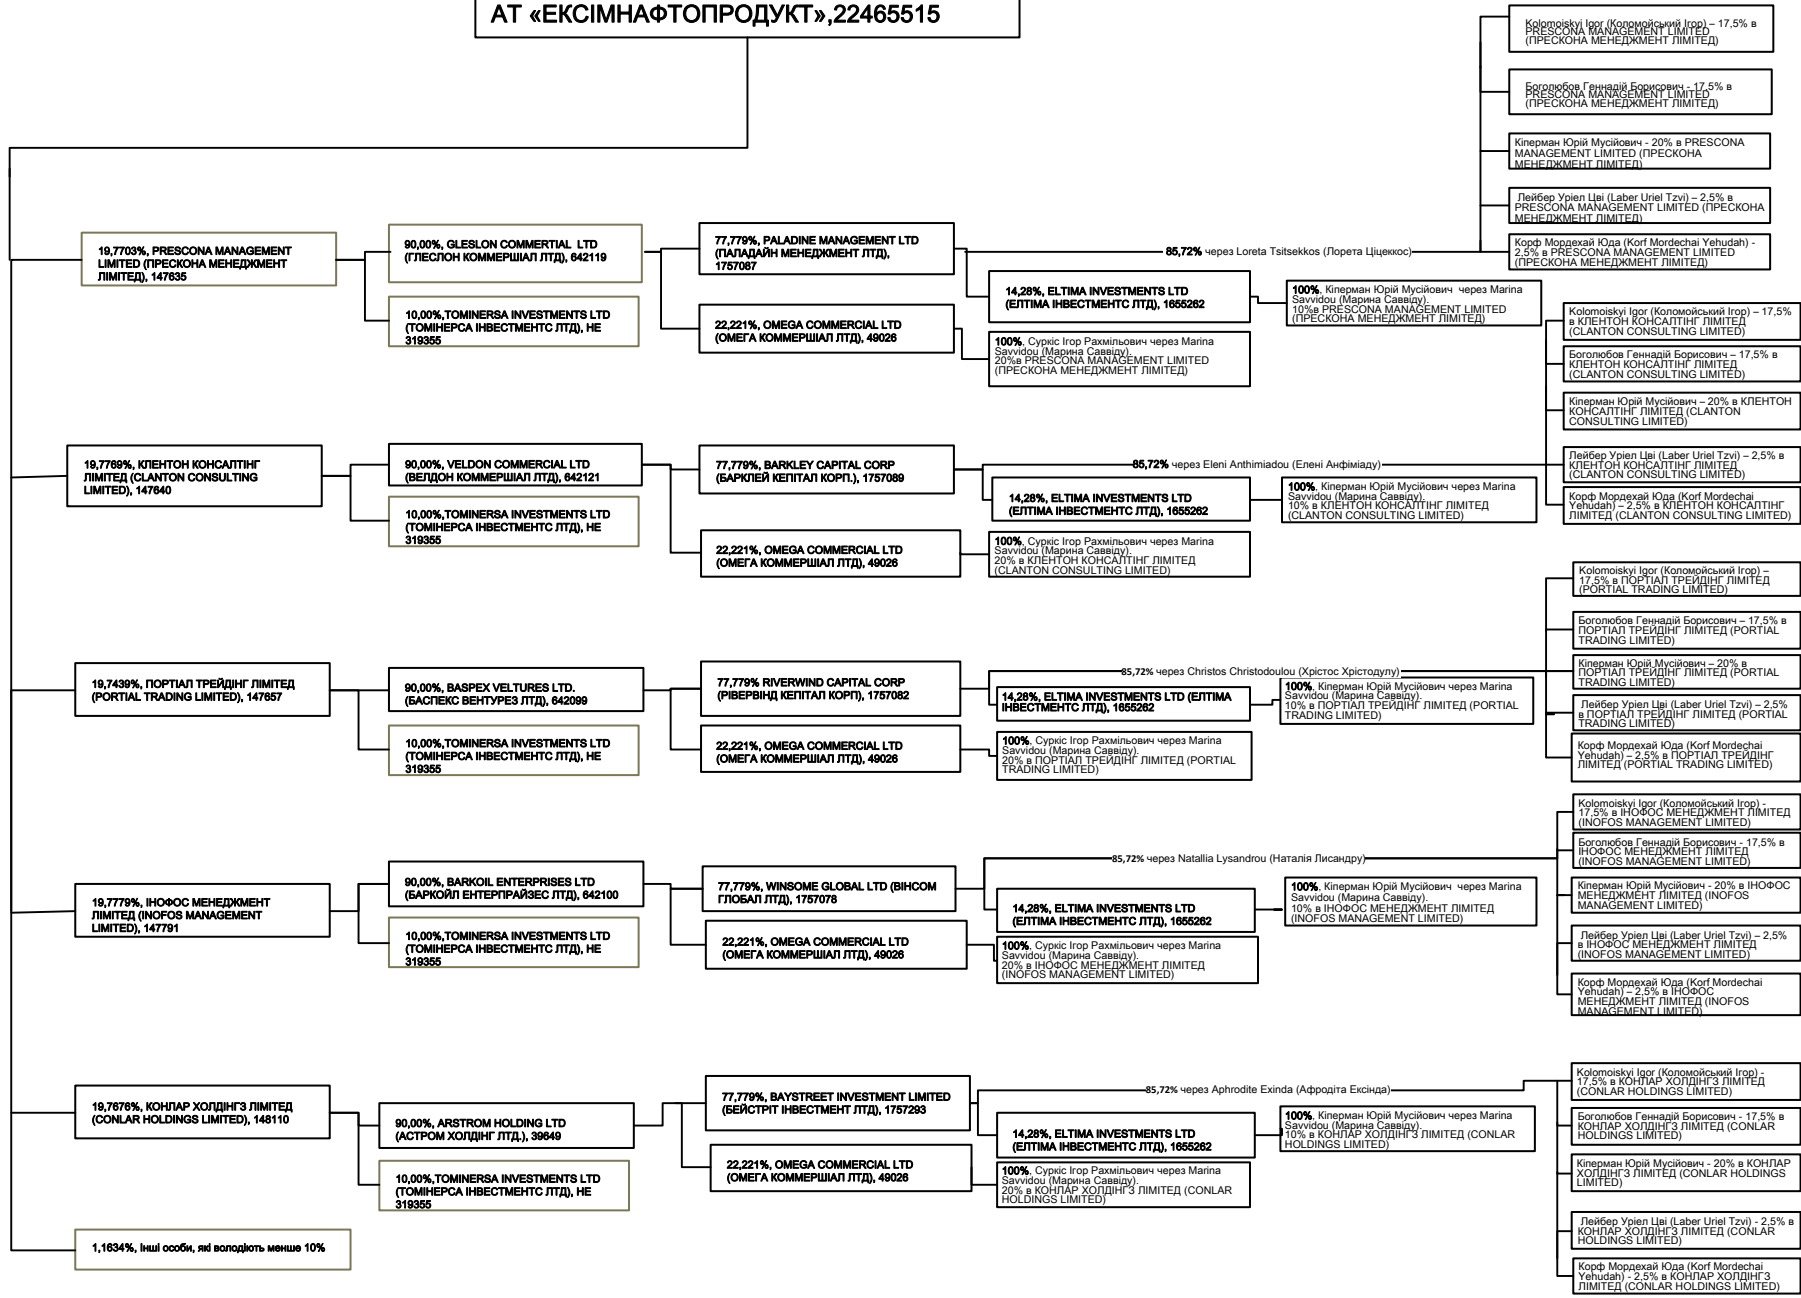 АТ «ЕКСІМНАФТОПРОДУКТ»,22465515
19,7703%, PRESCONA MANAGEMENT
LIMITED (ПРЕСКОНА МЕНЕДЖМЕНТ
ЛІМІТЕД), 147635
90,00%, GLESLON COMMERTIAL LTD
(ГЛЕСЛОН КОММЕРШІАЛ ЛТД), 642119
10,00%,TOMINERSA INVESTMENTS LTD
(ТОМІНЕРСА ІНВЕСТМЕНТС ЛТД), НЕ
319355
77,779%, PALADINE MANAGEMENT LTD
(ПАЛАДАЙН МЕНЕДЖМЕНТ ЛТД),
1757087
22,221%, OMEGA COMMERCIAL LTD
(ОМЕГА КОММЕРШІАЛ ЛТД), 49026
85,72% через Loreta Tsitsekkos (Лорета Ціцеккос)
14,28%, ELTIMA INVESTMENTS LTD
(ЕЛТІМА ІНВЕСТМЕНТС ЛТД), 1655262
100%. Кіперман Юрій Мусійович через Marina
Savvidou (Марина Саввіду).
10%в PRESCONA MANAGEMENT LIMITED
(ПРЕСКОНА МЕНЕДЖМЕНТ ЛІМІТЕД)
100%. Суркіс Ігор Рахмільович через Marina
Savvidou (Марина Саввіду).
20%в PRESCONA MANAGEMENT LIMITED
(ПРЕСКОНА МЕНЕДЖМЕНТ ЛІМІТЕД)
Kolomoiskyi Igor (Коломойський Ігор) – 17,5% в
PRESCONA MANAGEMENT LIMITED
(ПРЕСКОНА МЕНЕДЖМЕНТ ЛІМІТЕД)
Боголюбов Геннадій Борисович - 17,5% в
PRESCONA MANAGEMENT LIMITED
(ПРЕСКОНА МЕНЕДЖМЕНТ ЛІМІТЕД)
Кіперман Юрій Мусійович - 20% в PRESCONA
MANAGEMENT LIMITED (ПРЕСКОНА
МЕНЕДЖМЕНТ ЛІМІТЕД)
Лейбер Уріел Цві (Laber Uriel Tzvi) – 2,5% в
PRESCONA MANAGEMENT LIMITED (ПРЕСКОНА
МЕНЕДЖМЕНТ ЛІМІТЕД)
Корф Мордехай Юда (Korf Mordechai Yehudah) -
2,5% в PRESCONA MANAGEMENT LIMITED
(ПРЕСКОНА МЕНЕДЖМЕНТ ЛІМІТЕД)
19,7769%, КЛЕНТОН КОНСАЛТІНГ
ЛІМІТЕД (CLANTON CONSULTING
LIMITED), 147640
90,00%, VELDON COMMERCIAL LTD
(ВЕЛДОН КОММЕРШІАЛ ЛТД), 642121
10,00%,TOMINERSA INVESTMENTS LTD
(ТОМІНЕРСА ІНВЕСТМЕНТС ЛТД), НЕ
319355
77,779%, BARKLEY CAPITAL CORP
(БАРКЛЕЙ КЕПІТАЛ КОРП.), 1757089
22,221%, OMEGA COMMERCIAL LTD
(ОМЕГА КОММЕРШІАЛ ЛТД), 49026
85,72% через Eleni Anthimiadou (Елені Анфіміаду)
14,28%, ELTIMA INVESTMENTS LTD
(ЕЛТІМА ІНВЕСТМЕНТС ЛТД), 1655262
100%. Кіперман Юрій Мусійович через Marina
Savvidou (Марина Саввіду).
10% в КЛЕНТОН КОНСАЛТІНГ ЛІМІТЕД
(CLANTON CONSULTING LIMITED)
100%. Суркіс Ігор Рахмільович через Marina
Savvidou (Марина Саввіду).
20% в КЛЕНТОН КОНСАЛТІНГ ЛІМІТЕД
(CLANTON CONSULTING LIMITED)
Kolomoiskyi Igor (Коломойський Ігор) – 17,5%
в КЛЕНТОН КОНСАЛТІНГ ЛІМІТЕД
(CLANTON CONSULTING LIMITED)
Боголюбов Геннадій Борисович – 17,5% в
КЛЕНТОН КОНСАЛТІНГ ЛІМІТЕД
(CLANTON CONSULTING LIMITED)
Кіперман Юрій Мусійович – 20% в КЛЕНТОН
КОНСАЛТІНГ ЛІМІТЕД (CLANTON
CONSULTING LIMITED)
Лейбер Уріел Цві (Laber Uriel Tzvi) – 2,5% в
КЛЕНТОН КОНСАЛТІНГ ЛІМІТЕД
(CLANTON CONSULTING LIMITED)
Корф Мордехай Юда (Korf Mordechai
Yehudah) – 2,5% в КЛЕНТОН КОНСАЛТІНГ
ЛІМІТЕД (CLANTON CONSULTING LIMITED)
19,7439%, ПОРТІАЛ ТРЕЙДІНГ ЛІМІТЕД
(PORTIAL TRADING LIMITED), 147657
90,00%, BASPEX VELTURES LTD.
(БАСПЕКС ВЕНТУРЕЗ ЛТД), 642099
10,00%,TOMINERSA INVESTMENTS LTD
(ТОМІНЕРСА ІНВЕСТМЕНТС ЛТД), НЕ
319355
77,779% RIVERWIND CAPITAL CORP
(РІВЕРВІНД КЕПІТАЛ КОРП), 1757082
22,221%, OMEGA COMMERCIAL LTD
(ОМЕГА КОММЕРШІАЛ ЛТД), 49026
85,72% через Christos Christodoulou (Хрістос Хрістодулу)
14,28%, ELTIMA INVESTMENTS LTD (ЕЛТІМА
ІНВЕСТМЕНТС ЛТД), 1655262
100%. Кіперман Юрій Мусійович через Marina
Savvidou (Марина Саввіду).
10% в ПОРТІАЛ ТРЕЙДІНГ ЛІМІТЕД (PORTIAL
TRADING LIMITED)
100%. Суркіс Ігор Рахмільович через Marina
Savvidou (Марина Саввіду).
20% в ПОРТІАЛ ТРЕЙДІНГ ЛІМІТЕД (PORTIAL
TRADING LIMITED)
Kolomoiskyi Igor (Коломойський Ігор) –
17,5% в ПОРТІАЛ ТРЕЙДІНГ ЛІМІТЕД
(PORTIAL TRADING LIMITED)
Боголюбов Геннадій Борисович – 17,5% в
ПОРТІАЛ ТРЕЙДІНГ ЛІМІТЕД (PORTIAL
TRADING LIMITED)
Кіперман Юрій Мусійович – 20% в
ПОРТІАЛ ТРЕЙДІНГ ЛІМІТЕД (PORTIAL
TRADING LIMITED)
Лейбер Уріел Цві (Laber Uriel Tzvi) – 2,5%
в ПОРТІАЛ ТРЕЙДІНГ ЛІМІТЕД (PORTIAL
TRADING LIMITED)
Корф Мордехай Юда (Korf Mordechai
Yehudah) – 2,5% в ПОРТІАЛ ТРЕЙДІНГ
ЛІМІТЕД (PORTIAL TRADING LIMITED)
19,7779%, ІНОФОС МЕНЕДЖМЕНТ
ЛІМІТЕД (INOFOS MANAGEMENT
LIMITED), 147791
90,00%, BARKOIL ENTERPRISES LTD
(БАРКОЙЛ ЕНТЕРПРАЙЗЕС ЛТД), 642100
10,00%,TOMINERSA INVESTMENTS LTD
(ТОМІНЕРСА ІНВЕСТМЕНТС ЛТД), НЕ
319355
77,779%, WINSOME GLOBAL LTD (ВІНСОМ
ГЛОБАЛ ЛТД), 1757078
22,221%, OMEGA COMMERCIAL LTD
(ОМЕГА КОММЕРШІАЛ ЛТД), 49026
85,72% через Natallia Lysandrou (Наталія Лисандру)
14,28%, ELTIMA INVESTMENTS LTD
(ЕЛТІМА ІНВЕСТМЕНТС ЛТД), 1655262
100%. Кіперман Юрій Мусійович через Marina
Savvidou (Марина Саввіду).
10% в ІНОФОС МЕНЕДЖМЕНТ ЛІМІТЕД
(INOFOS MANAGEMENT LIMITED)
100%. Суркіс Ігор Рахмільович через Marina
Savvidou (Марина Саввіду).
20% в ІНОФОС МЕНЕДЖМЕНТ ЛІМІТЕД
(INOFOS MANAGEMENT LIMITED)
Kolomoiskyi Igor (Коломойський Ігор) -
17,5% в ІНОФОС МЕНЕДЖМЕНТ ЛІМІТЕД
(INOFOS MANAGEMENT LIMITED)
Боголюбов Геннадій Борисович - 17,5% в
ІНОФОС МЕНЕДЖМЕНТ ЛІМІТЕД
(INOFOS MANAGEMENT LIMITED)
Кіперман Юрій Мусійович - 20% в ІНОФОС
МЕНЕДЖМЕНТ ЛІМІТЕД (INOFOS
MANAGEMENT LIMITED)
Лейбер Уріел Цві (Laber Uriel Tzvi) – 2,5%
в ІНОФОС МЕНЕДЖМЕНТ ЛІМІТЕД
(INOFOS MANAGEMENT LIMITED)
Корф Мордехай Юда (Korf Mordechai
Yehudah) – 2,5% в ІНОФОС
МЕНЕДЖМЕНТ ЛІМІТЕД (INOFOS
MANAGEMENT LIMITED)
19,7676%, КОНЛАР ХОЛДІНГЗ ЛІМІТЕД
(CONLAR HOLDINGS LIMITED), 148110
90,00%, ARSTROM HOLDING LTD
(АСТРОМ ХОЛДІНГ ЛТД.), 39649
10,00%,TOMINERSA INVESTMENTS LTD
(ТОМІНЕРСА ІНВЕСТМЕНТС ЛТД), НЕ
319355
77,779%, BAYSTREET INVESTMENT LIMITED
(БЕЙСТРІТ ІНВЕСТМЕНТ ЛТД), 1757293
22,221%, OMEGA COMMERCIAL LTD
(ОМЕГА КОММЕРШІАЛ ЛТД), 49026
85,72% через Aphrodite Exinda (Афродіта Ексінда)
14,28%, ELTIMA INVESTMENTS LTD
(ЕЛТІМА ІНВЕСТМЕНТС ЛТД), 1655262
100%. Кіперман Юрій Мусійович через Marina
Savvidou (Марина Саввіду).
10% в КОНЛАР ХОЛДІНГЗ ЛІМІТЕД (CONLAR
HOLDINGS LIMITED)
100%. Суркіс Ігор Рахмільович через Marina
Savvidou (Марина Саввіду).
20% в КОНЛАР ХОЛДІНГЗ ЛІМІТЕД (CONLAR
HOLDINGS LIMITED)
Kolomoiskyi Igor (Коломойський Ігор) -
17,5% в КОНЛАР ХОЛДІНГЗ ЛІМІТЕД
(CONLAR HOLDINGS LIMITED)
Боголюбов Геннадій Борисович - 17,5% в
КОНЛАР ХОЛДІНГЗ ЛІМІТЕД (CONLAR
HOLDINGS LIMITED)
Кіперман Юрій Мусійович - 20% в КОНЛАР
ХОЛДІНГЗ ЛІМІТЕД (CONLAR HOLDINGS
LIMITED)
Лейбер Уріел Цві (Laber Uriel Tzvi) - 2,5% в
КОНЛАР ХОЛДІНГЗ ЛІМІТЕД (CONLAR
HOLDINGS LIMITED)
Корф Мордехай Юда (Korf Mordechai
Yehudah) - 2,5% в КОНЛАР ХОЛДІНГЗ
ЛІМІТЕД (CONLAR HOLDINGS LIMITED)
1,1634%, Інші особи, які володіють менше 10%